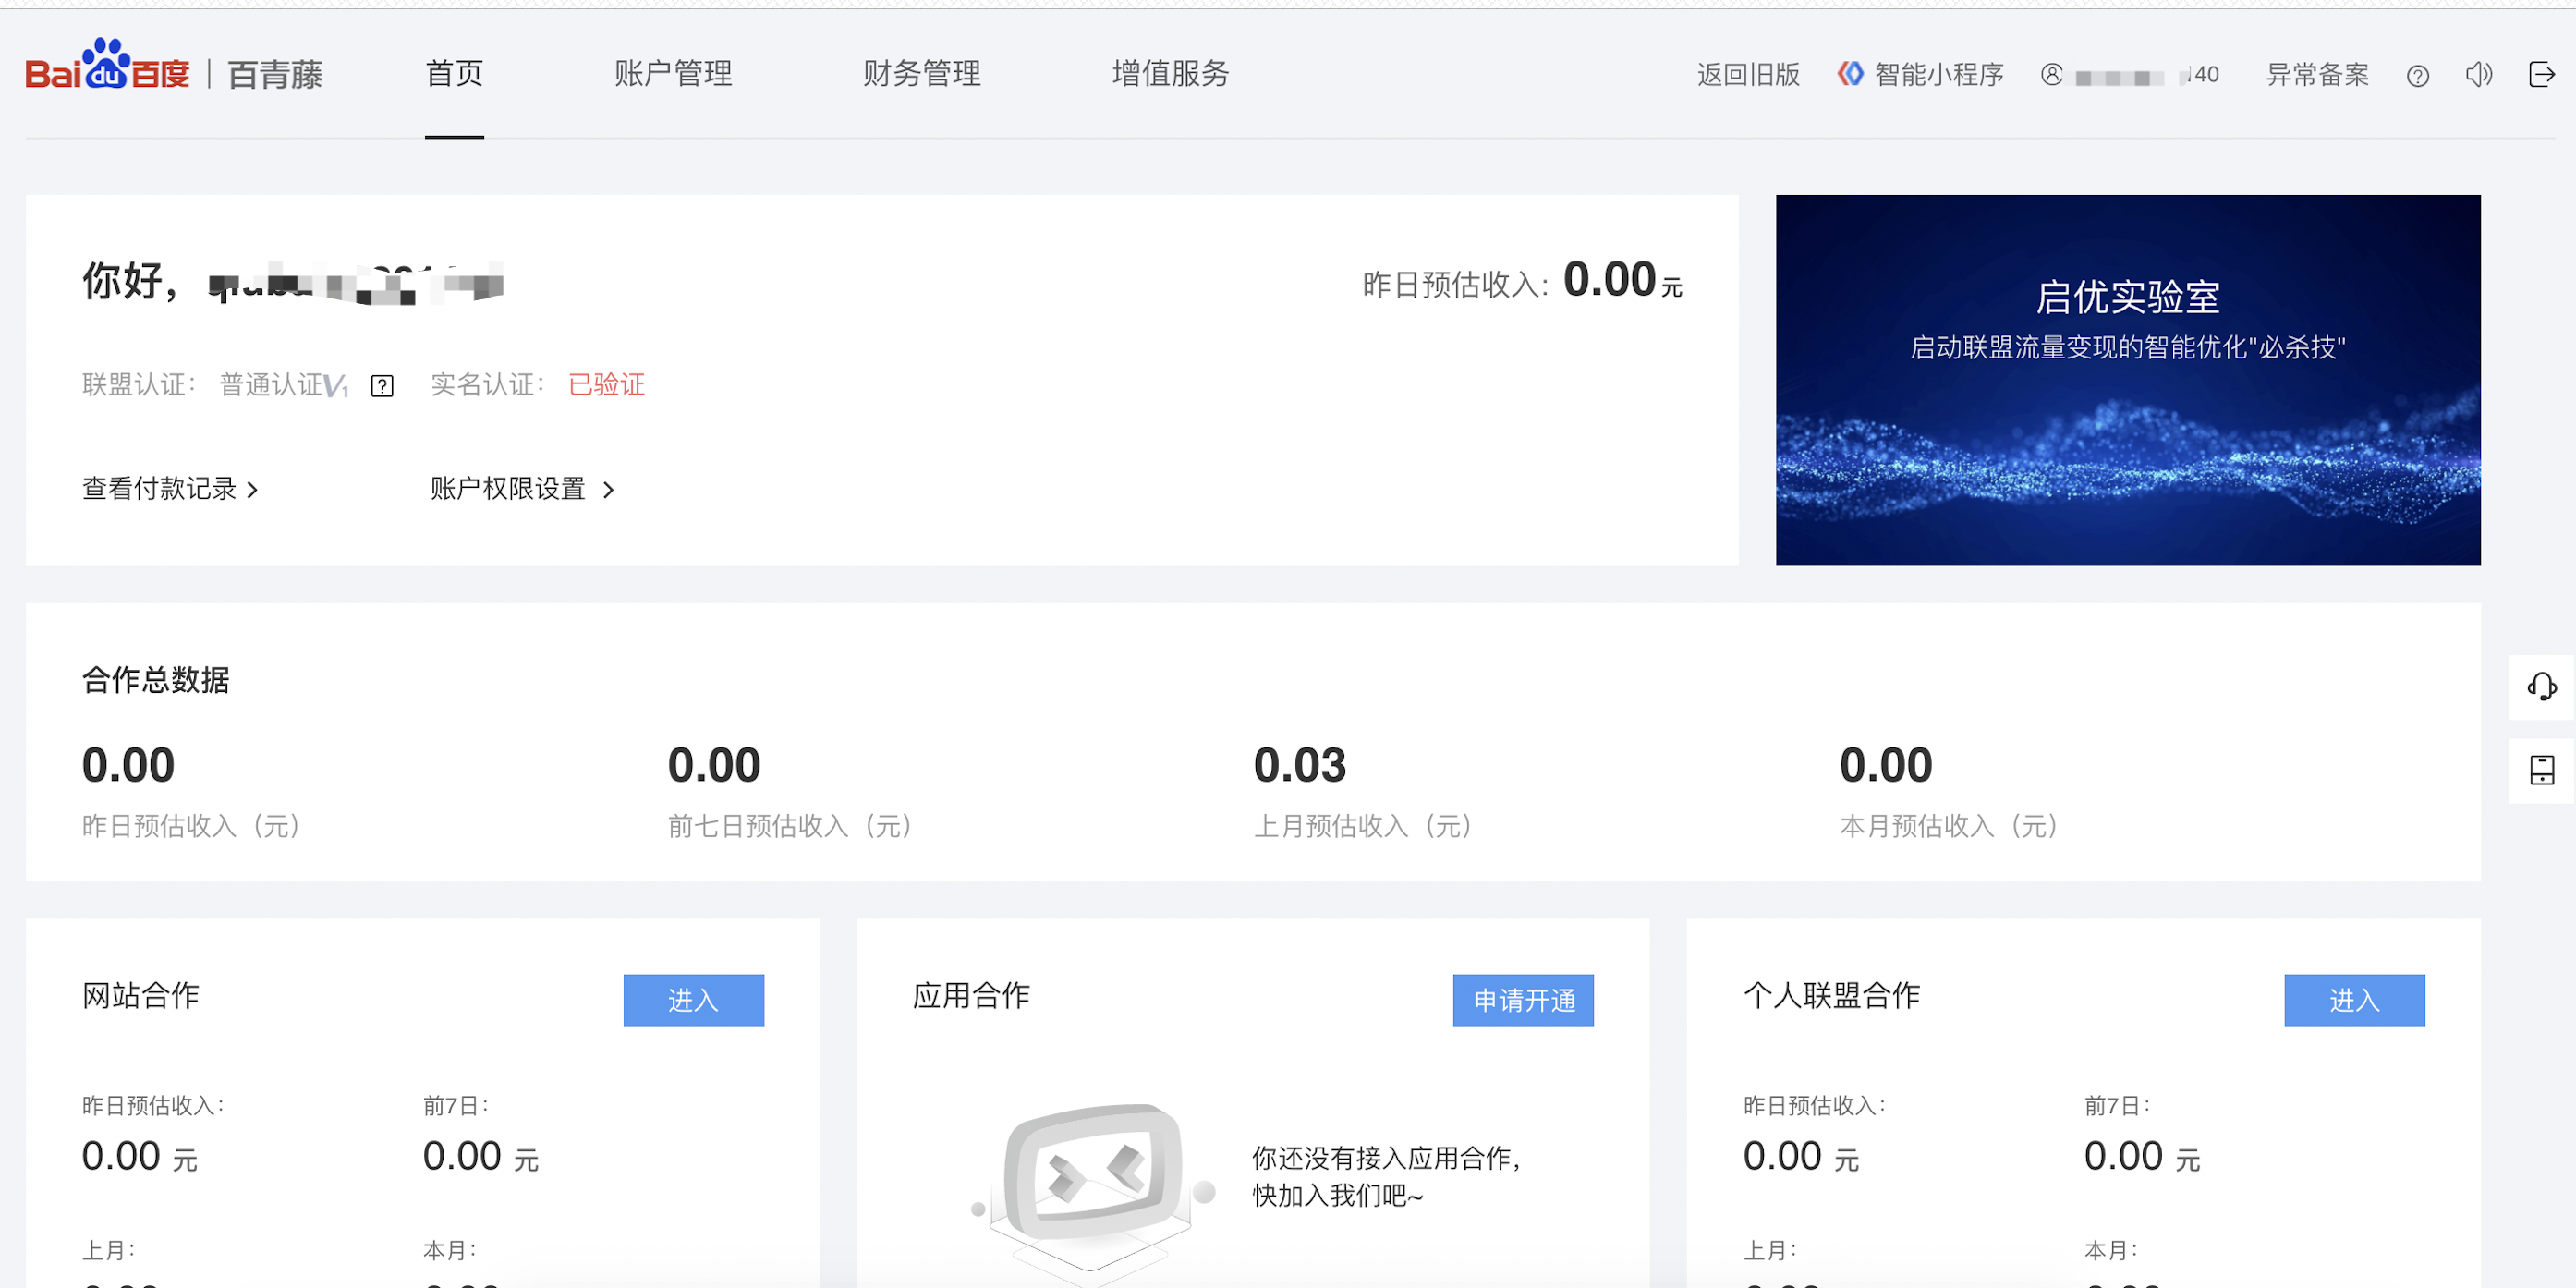 Baidu百度 | 百青藤
首页 账户管理 财务管理 增值服务
返回旧版 智能小程序 40 异常备案
你好，
昨日预估收入: 0.00元
联盟认证: 普通认证V1 实名认证: 已验证
查看付款记录 账户权限设置
启优实验室
启动联盟流量变现的智能优化"必杀技"
合作总数据
0.00 0.00 0.03 0.00
昨日预估收入（元） 前七日预估收入（元） 上月预估收入（元） 本月预估收入（元）
网站合作 进入
昨日预估收入: 前7日:
0.00 元 0.00 元
上月: 本月:
应用合作 申请开通
你还没有接入应用合作，
快加入我们吧~
个人联盟合作 进入
昨日预估收入: 前7日:
0.00 元 0.00 元
上月: 本月: